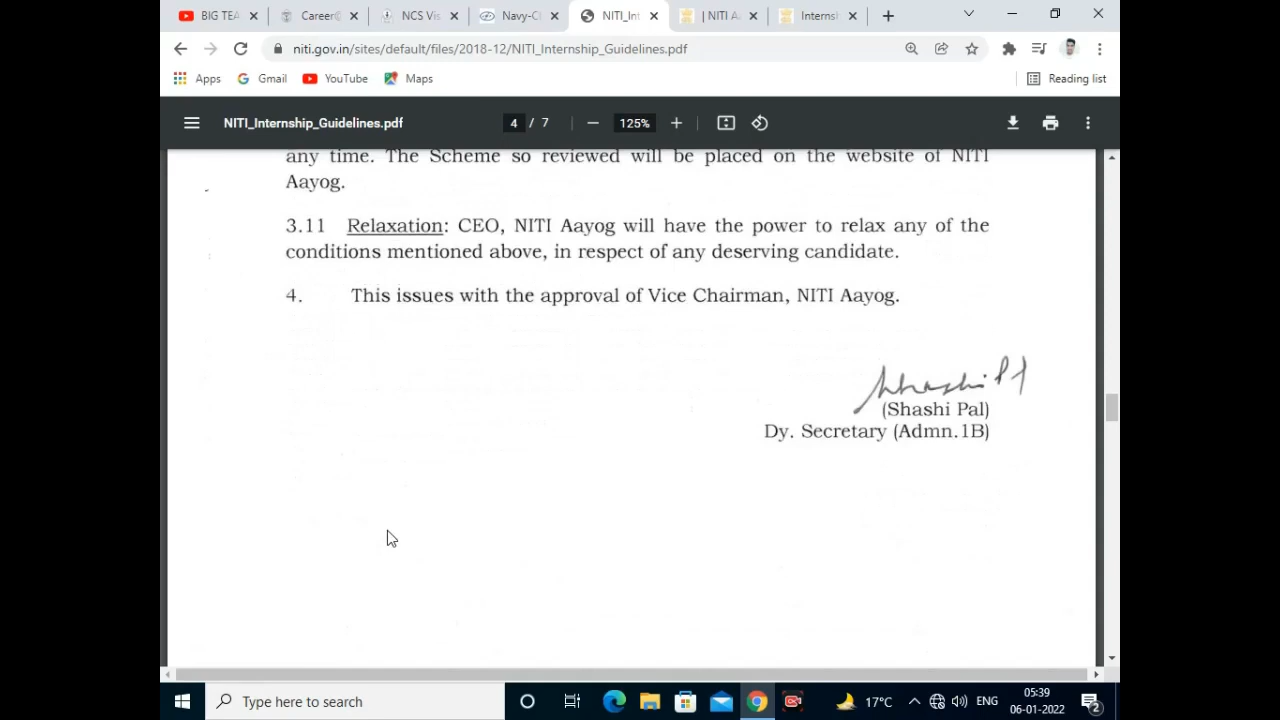 BIG TEA
Career©
NCS Vis
Navy-Cl
NITI_Int
| NITI A
Interns
niti.gov.in/sites/default/files/2018-12/NITI_Internship_Guidelines.pdf
Apps Gmail YouTube Maps Reading list
NITI_Internship_Guidelines.pdf 4 / 7 125%
any time. The Scheme so reviewed will be placed on the website of NITI
Aayog.
3.11 Relaxation: CEO, NITI Aayog will have the power to relax any of the
conditions mentioned above, in respect of any deserving candidate.
4. This issues with the approval of Vice Chairman, NITI Aayog.
(Shashi Pal)
Dy. Secretary (Admn.1B)
Type here to search
17°C
ENG
05:39
06-01-2022
2